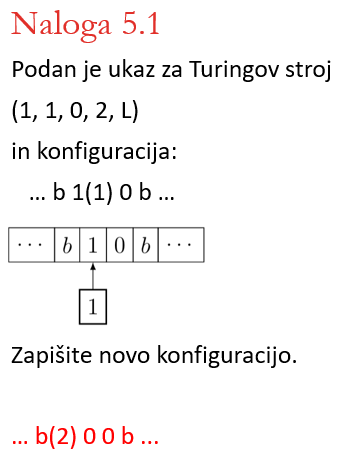 Naloga 5.1
Podan je ukaz za Turingov stroj
(1, 1, 0, 2, L)
in konfiguracija:
... b 1(1) 0 b ...
... b 1 0 b ...
1
Zapišite novo konfiguracijo.
... b(2) 0 0 b ...